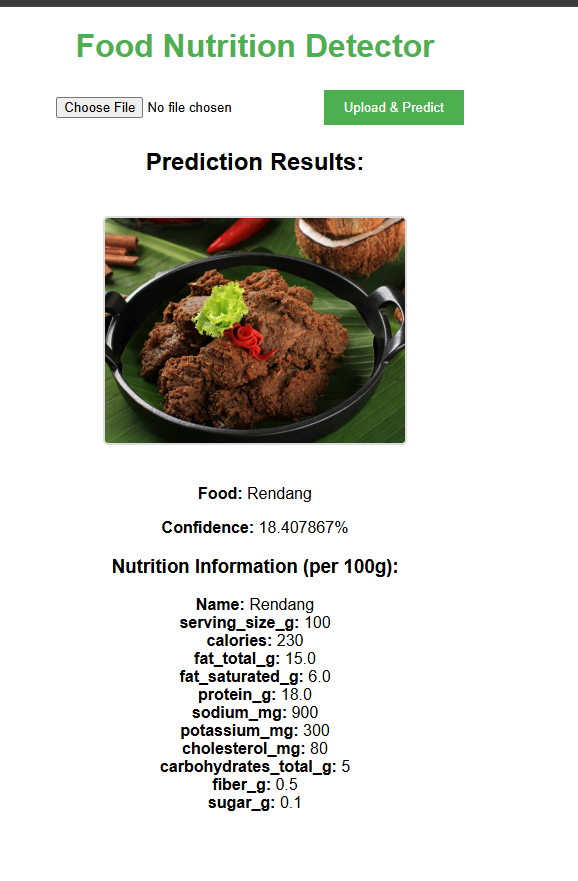 Food Nutrition Detector
Choose File No file chosen
Upload & Predict
Prediction Results:
Food: Rendang
Confidence: 18.407867%
Nutrition Information (per 100g):
Name: Rendang
serving_size_g: 100
calories: 230
fat_total_g: 15.0
fat_saturated_g: 6.0
protein_g: 18.0
sodium_mg: 900
potassium_mg: 300
cholesterol_mg: 80
carbohydrates_total_g: 5
fiber_g: 0.5
sugar_g: 0.1